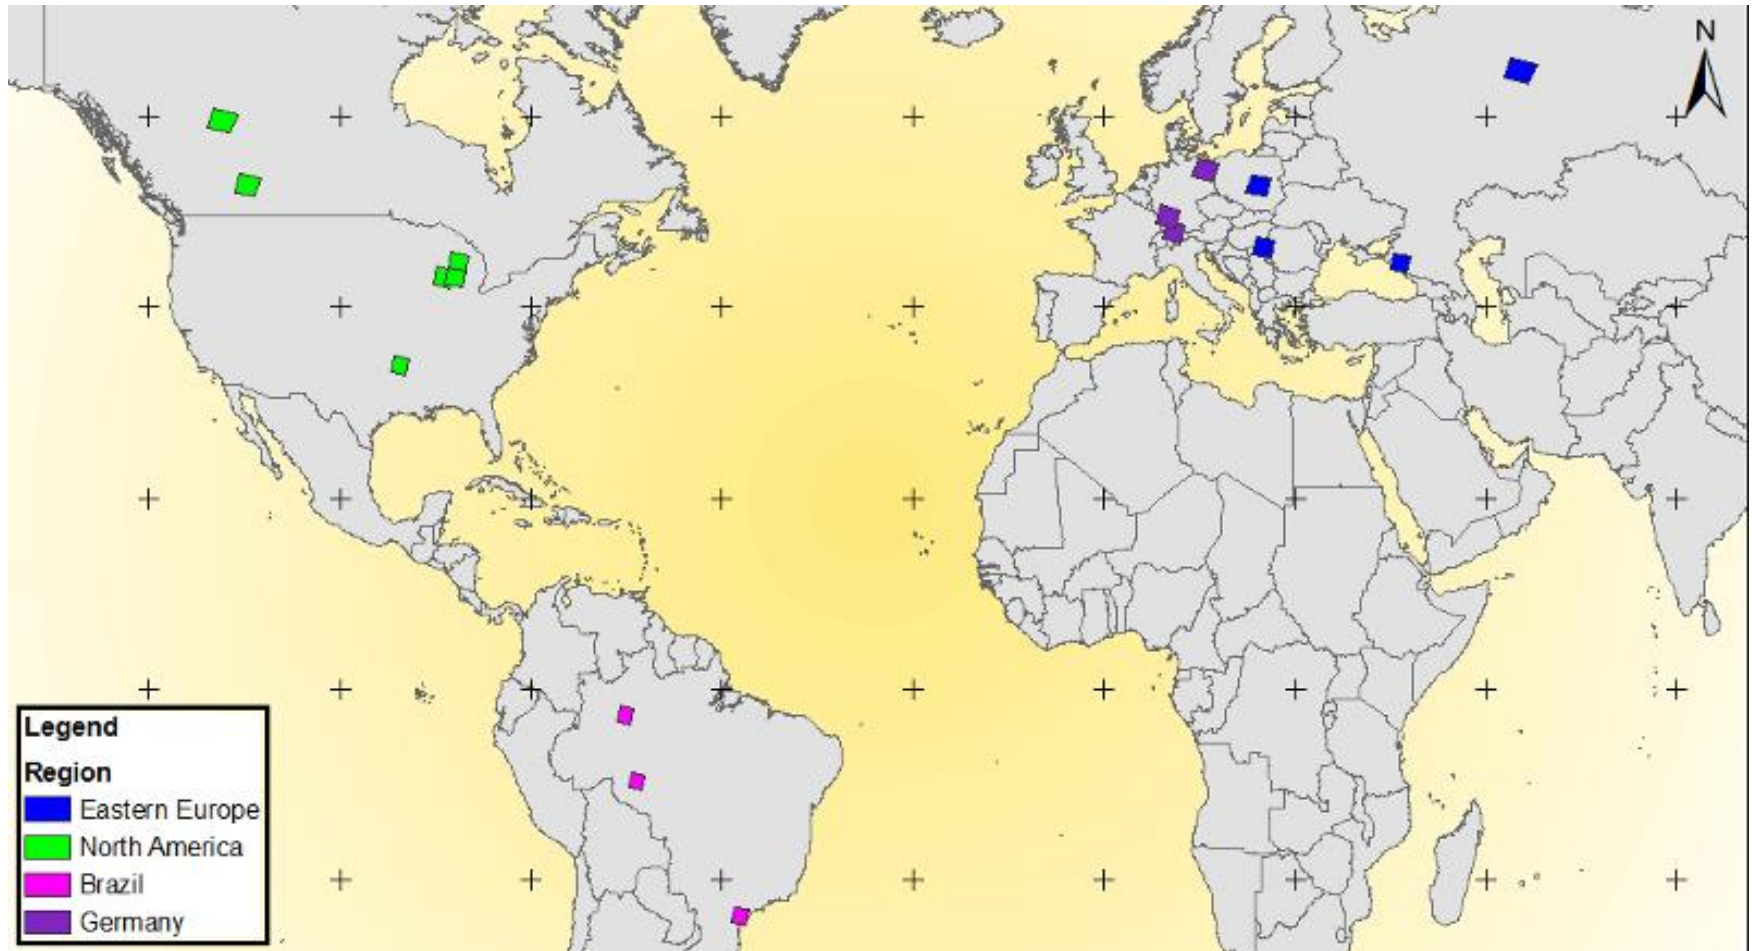 N
Legend
Region
Eastern Europe
North America
Brazil
Germany